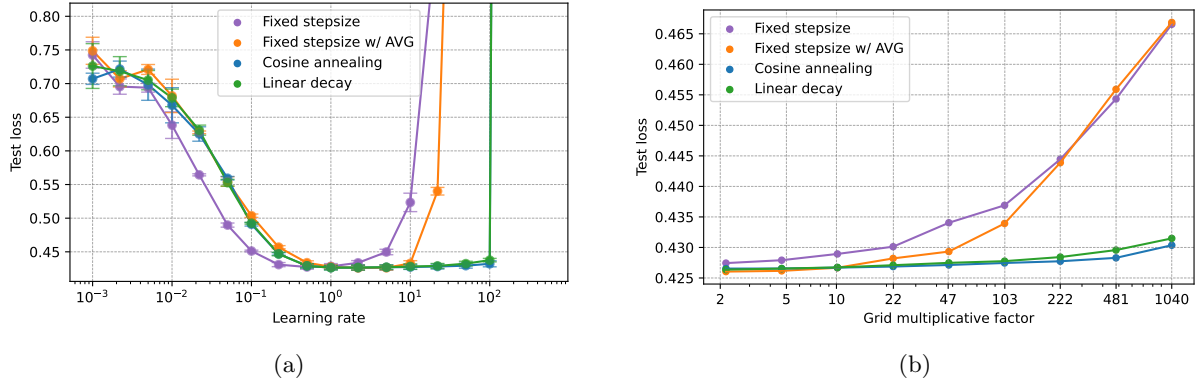 0.80
0.75
0.70
0.65
0.60
0.55
0.50
0.45
Test loss
Fixed stepsize
Fixed stepsize w/ AVG
Cosine annealing
Linear decay
10⁻³ 10⁻² 10⁻¹ 10⁰ 10¹ 10²
Learning rate
(a)
0.465
0.460
0.455
0.450
0.445
0.440
0.435
0.430
0.425
Test loss
Fixed stepsize
Fixed stepsize w/ AVG
Cosine annealing
Linear decay
2 5 10 22 47 103 222 481 1040
Grid multiplicative factor
(b)